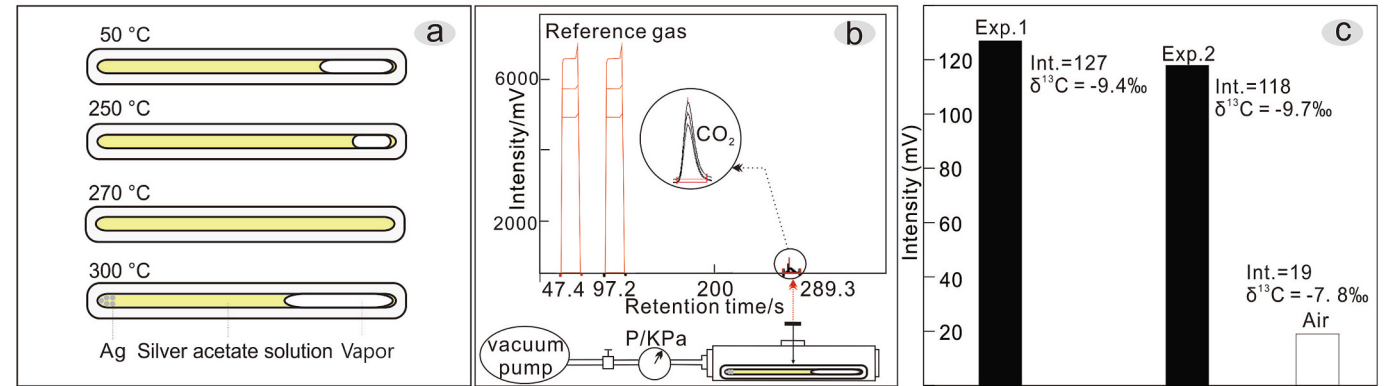 a
50 °C
250 °C
270 °C
300 °C
Ag Silver acetate solution Vapor
b
Reference gas
6000
2000
Intensity/mV
CO₂
47.4 97.2 200 289.3
Retention time/s
vacuum
pump
P/KPa
c
Exp.1
Int.=127
δ¹³C = -9.4‰
Exp.2
Int.=118
δ¹³C = -9.7‰
Int.=19
δ¹³C = -7. 8‰
Air
Intensity (mV)
120
100
80
60
40
20